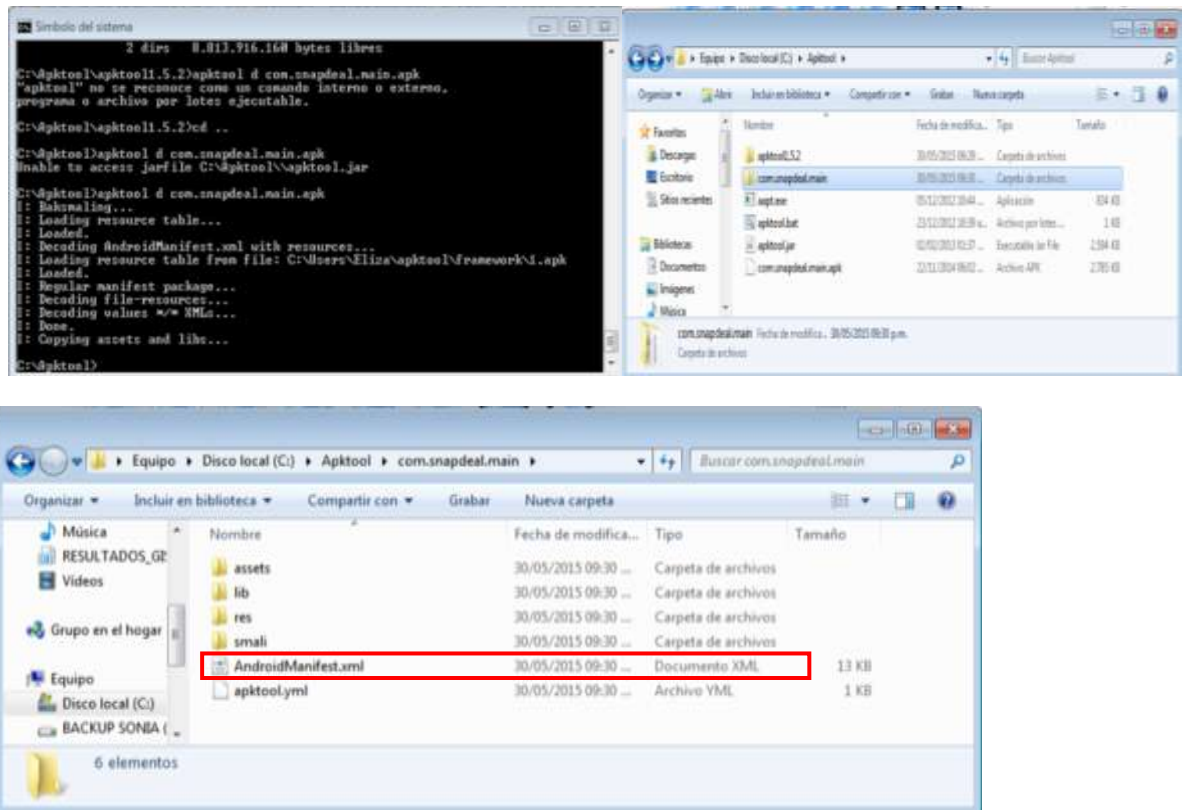 Símbolo del sistema
2 dirs 8.813.916.160 bytes libres
C:\Apktool\apktool1.5.2>apktool d com.snapdeal.main.apk
"apktool" no se reconoce como un comando interno o externo,
programa o archivo por lotes ejecutable.
C:\Apktool\apktool1.5.2>cd ..
C:\Apktool>apktool d com.snapdeal.main.apk
Unable to access jarfile C:\Apktool\\apktool.jar
C:\Apktool>apktool d com.snapdeal.main.apk
I: Baksmaling...
I: Loading resource table...
I: Loaded.
I: Decoding AndroidManifest.xml with resources...
I: Loading resource table from file: C:\Users\Eliza\apktool\framework\1.apk
I: Loaded.
I: Regular manifest package...
I: Decoding file-resources...
I: Decoding values */* XMLs...
I: Done.
I: Copying assets and libs...
C:\Apktool>
Equipo Disco local (C:) Apktool
Buscar Apktool
Organizar Abrir Incluir en biblioteca Compartir con Grabar Nueva carpeta
Nombre Fecha de modifica... Tipo Tamaño
Favoritos
Descargas
Escritorio
Sitios recientes
Bibliotecas
Documentos
Imágenes
Música
apktool1.5.2 Carpeta de archivos
com.snapdeal.main Carpeta de archivos
aapt.exe Aplicación
apktool.bat Archivo por lotes...
apktool.jar Executable Jar File
com.snapdeal.main.apk Archivo APK
com.snapdeal.main Fecha de modifica... 30/05/2015 09:30 p.m.
Carpeta de archivos
Equipo Disco local (C:) Apktool com.snapdeal.main
Buscar com.snapdeal.main
Organizar Incluir en biblioteca Compartir con Grabar Nueva carpeta
Nombre Fecha de modifica... Tipo Tamaño
Música
RESULTADOS_GE
Vídeos
Grupo en el hogar
Equipo
Disco local (C:)
BACKUP SONIA (
assets 30/05/2015 09:30 ... Carpeta de archivos
lib 30/05/2015 09:30 ... Carpeta de archivos
res 30/05/2015 09:30 ... Carpeta de archivos
smali 30/05/2015 09:30 ... Carpeta de archivos
AndroidManifest.xml 30/05/2015 09:30 ... Documento XML 13 KB
apktool.yml 30/05/2015 09:30 ... Archivo YML 1 KB
6 elementos